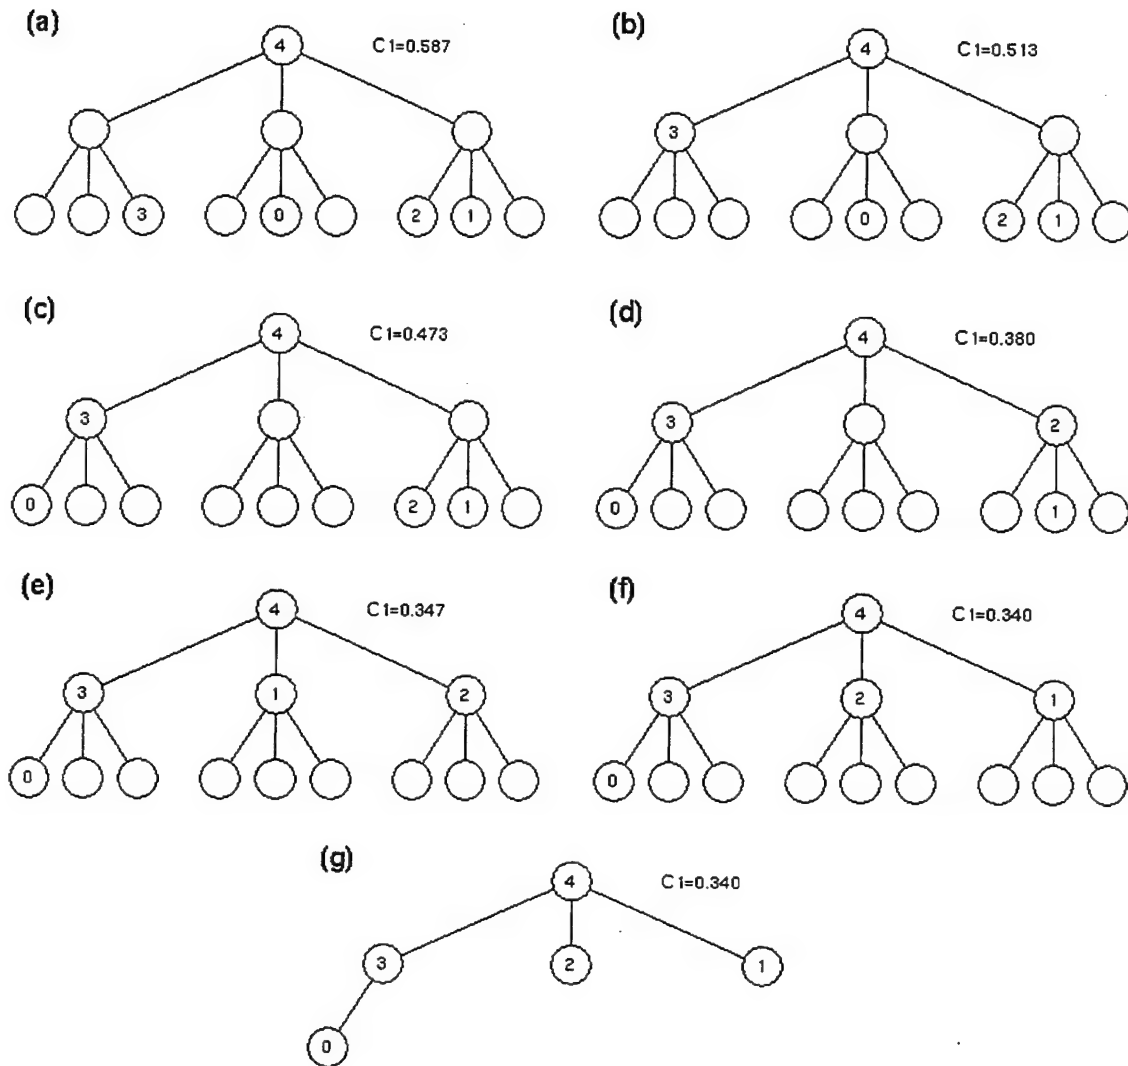 (a)
4 C1=0.587
3 0 2 1
(b)
4 C1=0.513
3
0 2 1
(c)
4 C1=0.473
3
0 2 1
(d)
4 C1=0.380
3 2
0 1
(e)
4 C1=0.347
3 1 2
0
(f)
4 C1=0.340
3 2 1
0
(g)
4 C1=0.340
3 2 1
0